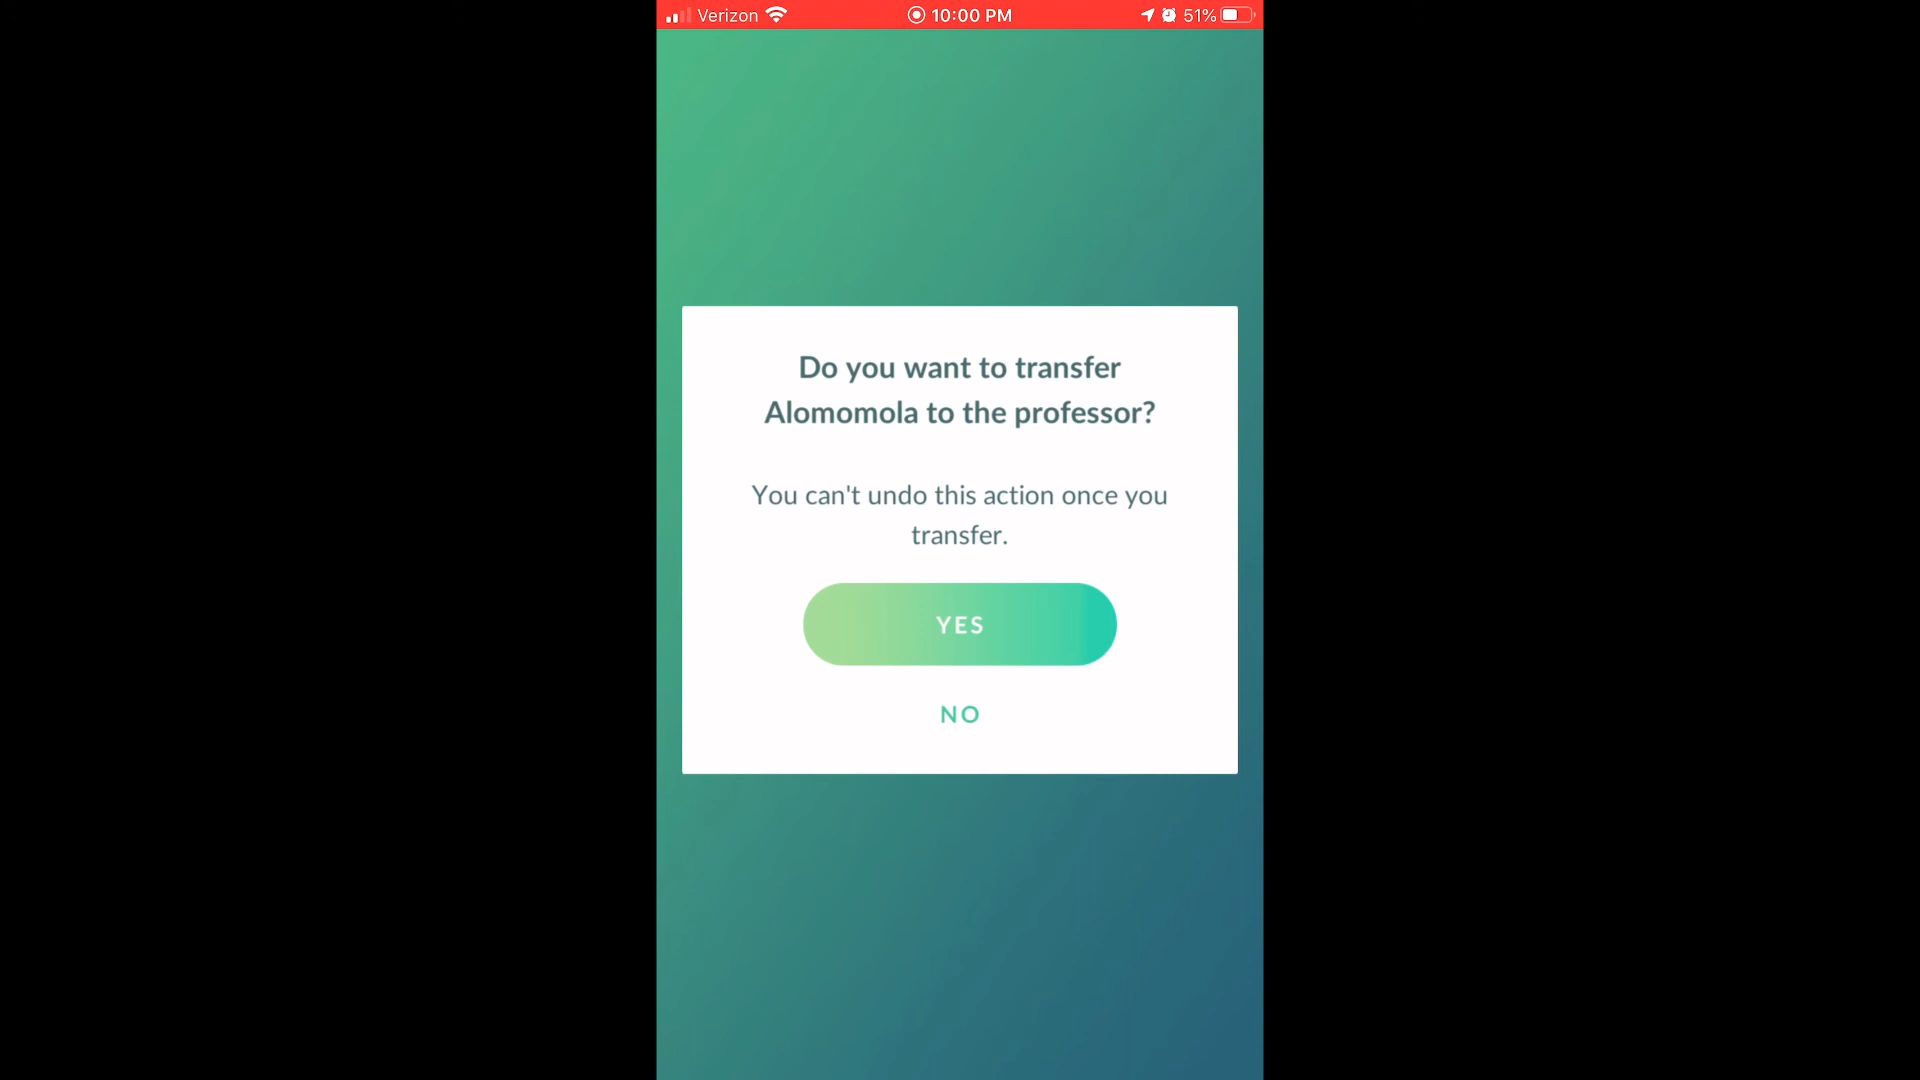 Verizon 10:00 PM 51%
Do you want to transfer
Alomomola to the professor?
You can't undo this action once you
transfer.
YES
NO